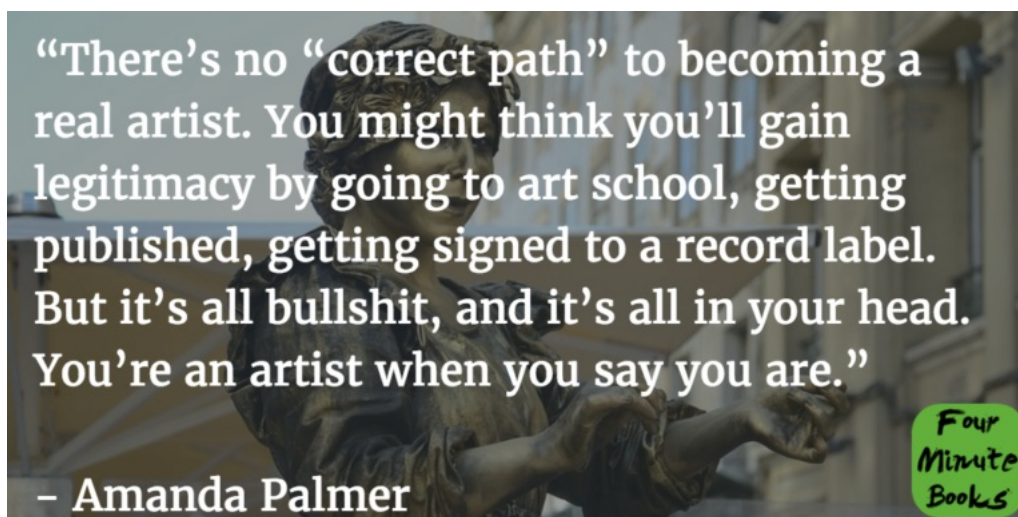 “There’s no “correct path” to becoming a
real artist. You might think you’ll gain
legitimacy by going to art school, getting
published, getting signed to a record label.
But it’s all bullshit, and it’s all in your head.
You’re an artist when you say you are.”
– Amanda Palmer
Four
Minute
Books